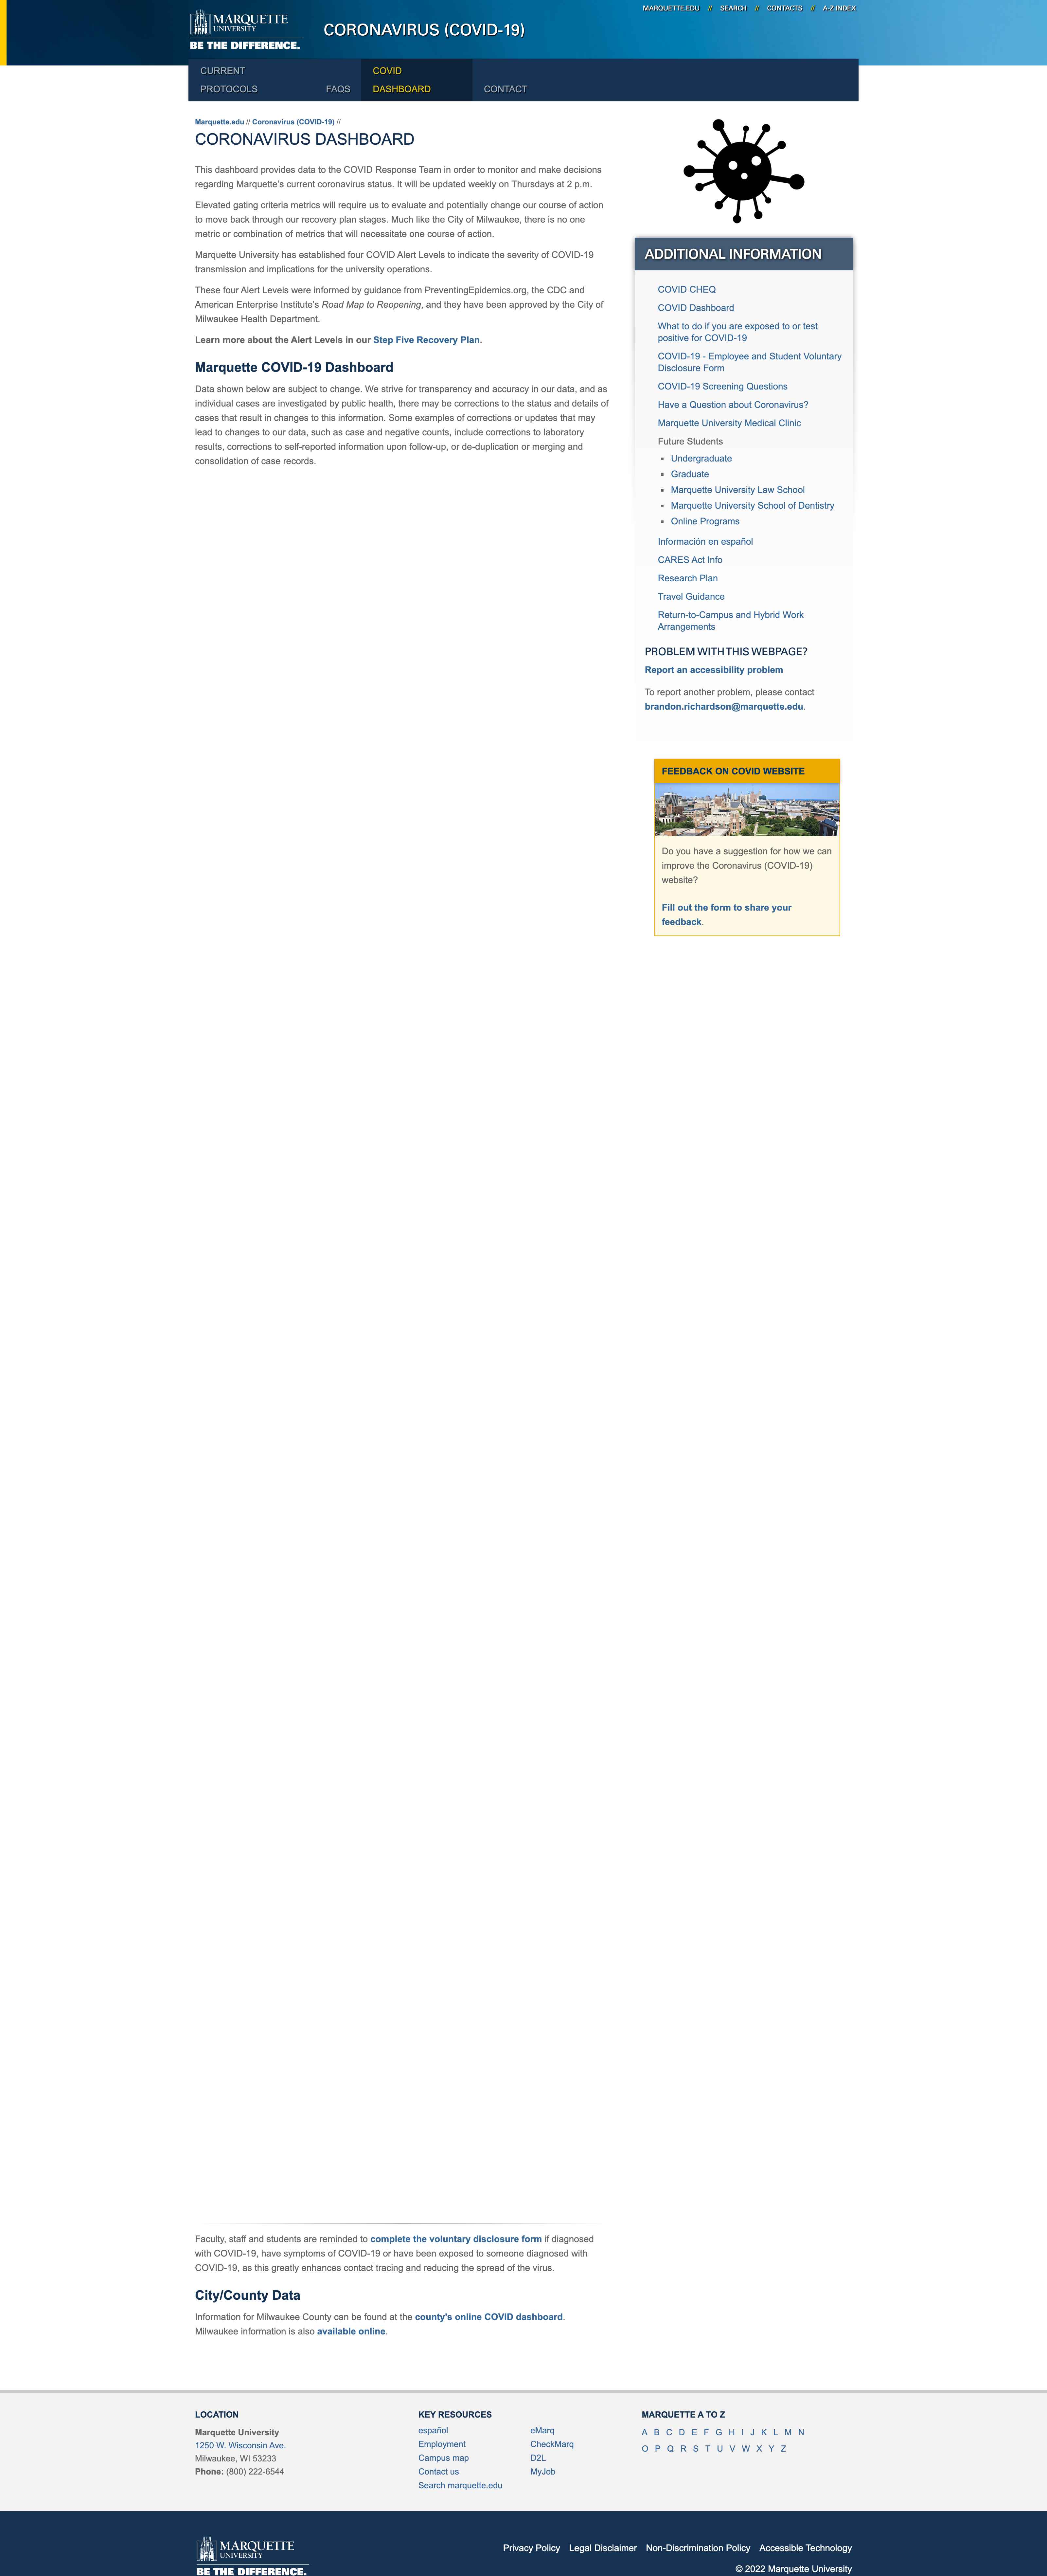 MARQUETTE.EDU // SEARCH // CONTACTS // A-Z INDEX
MARQUETTE
UNIVERSITY
BE THE DIFFERENCE.
CORONAVIRUS (COVID-19)
CURRENT
PROTOCOLS
FAQS
COVID
DASHBOARD
CONTACT
Marquette.edu // Coronavirus (COVID-19) //
CORONAVIRUS DASHBOARD
This dashboard provides data to the COVID Response Team in order to monitor and make decisions
regarding Marquette's current coronavirus status. It will be updated weekly on Thursdays at 2 p.m.
Elevated gating criteria metrics will require us to evaluate and potentially change our course of action
to move back through our recovery plan stages. Much like the City of Milwaukee, there is no one
metric or combination of metrics that will necessitate one course of action.
Marquette University has established four COVID Alert Levels to indicate the severity of COVID-19
transmission and implications for the university operations.
These four Alert Levels were informed by guidance from PreventingEpidemics.org, the CDC and
American Enterprise Institute's Road Map to Reopening, and they have been approved by the City of
Milwaukee Health Department.
Learn more about the Alert Levels in our Step Five Recovery Plan.
Marquette COVID-19 Dashboard
Data shown below are subject to change. We strive for transparency and accuracy in our data, and as
individual cases are investigated by public health, there may be corrections to the status and details of
cases that result in changes to this information. Some examples of corrections or updates that may
lead to changes to our data, such as case and negative counts, include corrections to laboratory
results, corrections to self-reported information upon follow-up, or de-duplication or merging and
consolidation of case records.
ADDITIONAL INFORMATION
COVID CHEQ
COVID Dashboard
What to do if you are exposed to or test
positive for COVID-19
COVID-19 - Employee and Student Voluntary
Disclosure Form
COVID-19 Screening Questions
Have a Question about Coronavirus?
Marquette University Medical Clinic
Future Students
Undergraduate
Graduate
Marquette University Law School
Marquette University School of Dentistry
Online Programs
Información en español
CARES Act Info
Research Plan
Travel Guidance
Return-to-Campus and Hybrid Work
Arrangements
PROBLEM WITH THIS WEBPAGE?
Report an accessibility problem
To report another problem, please contact
brandon.richardson@marquette.edu.
FEEDBACK ON COVID WEBSITE
Do you have a suggestion for how we can
improve the Coronavirus (COVID-19)
website?
Fill out the form to share your
feedback.
Faculty, staff and students are reminded to complete the voluntary disclosure form if diagnosed
with COVID-19, have symptoms of COVID-19 or have been exposed to someone diagnosed with
COVID-19, as this greatly enhances contact tracing and reducing the spread of the virus.
City/County Data
Information for Milwaukee County can be found at the county's online COVID dashboard.
Milwaukee information is also available online.
LOCATION
Marquette University
1250 W. Wisconsin Ave.
Milwaukee, WI 53233
Phone: (800) 222-6544
KEY RESOURCES
español
Employment
Campus map
Contact us
Search marquette.edu
eMarq
CheckMarq
D2L
MyJob
MARQUETTE A TO Z
A B C D E F G H I J K L M N
O P Q R S T U V W X Y Z
MARQUETTE
UNIVERSITY
BE THE DIFFERENCE.
Privacy Policy Legal Disclaimer Non-Discrimination Policy Accessible Technology
© 2022 Marquette University